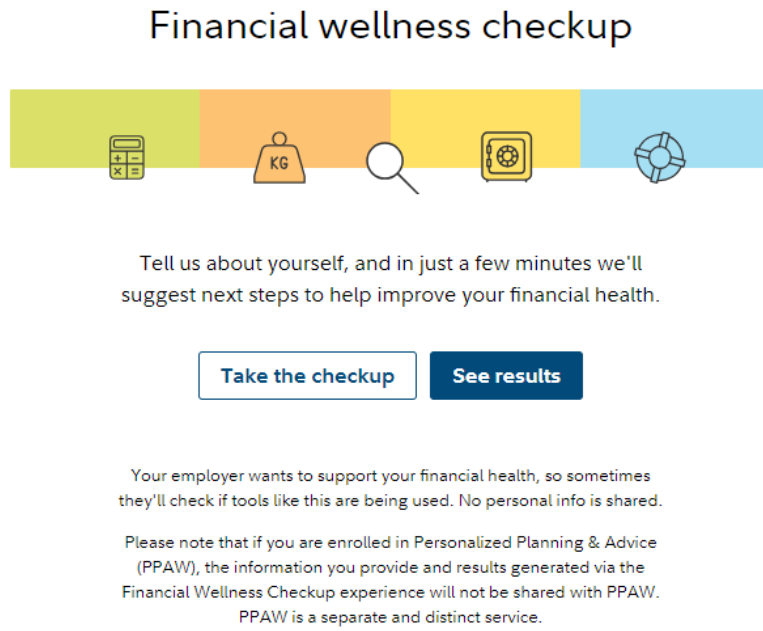 Financial wellness checkup
+ −
× =
KG
Tell us about yourself, and in just a few minutes we'll
suggest next steps to help improve your financial health.
Take the checkup
See results
Your employer wants to support your financial health, so sometimes
they'll check if tools like this are being used. No personal info is shared.
Please note that if you are enrolled in Personalized Planning & Advice
(PPAW), the information you provide and results generated via the
Financial Wellness Checkup experience will not be shared with PPAW.
PPAW is a separate and distinct service.